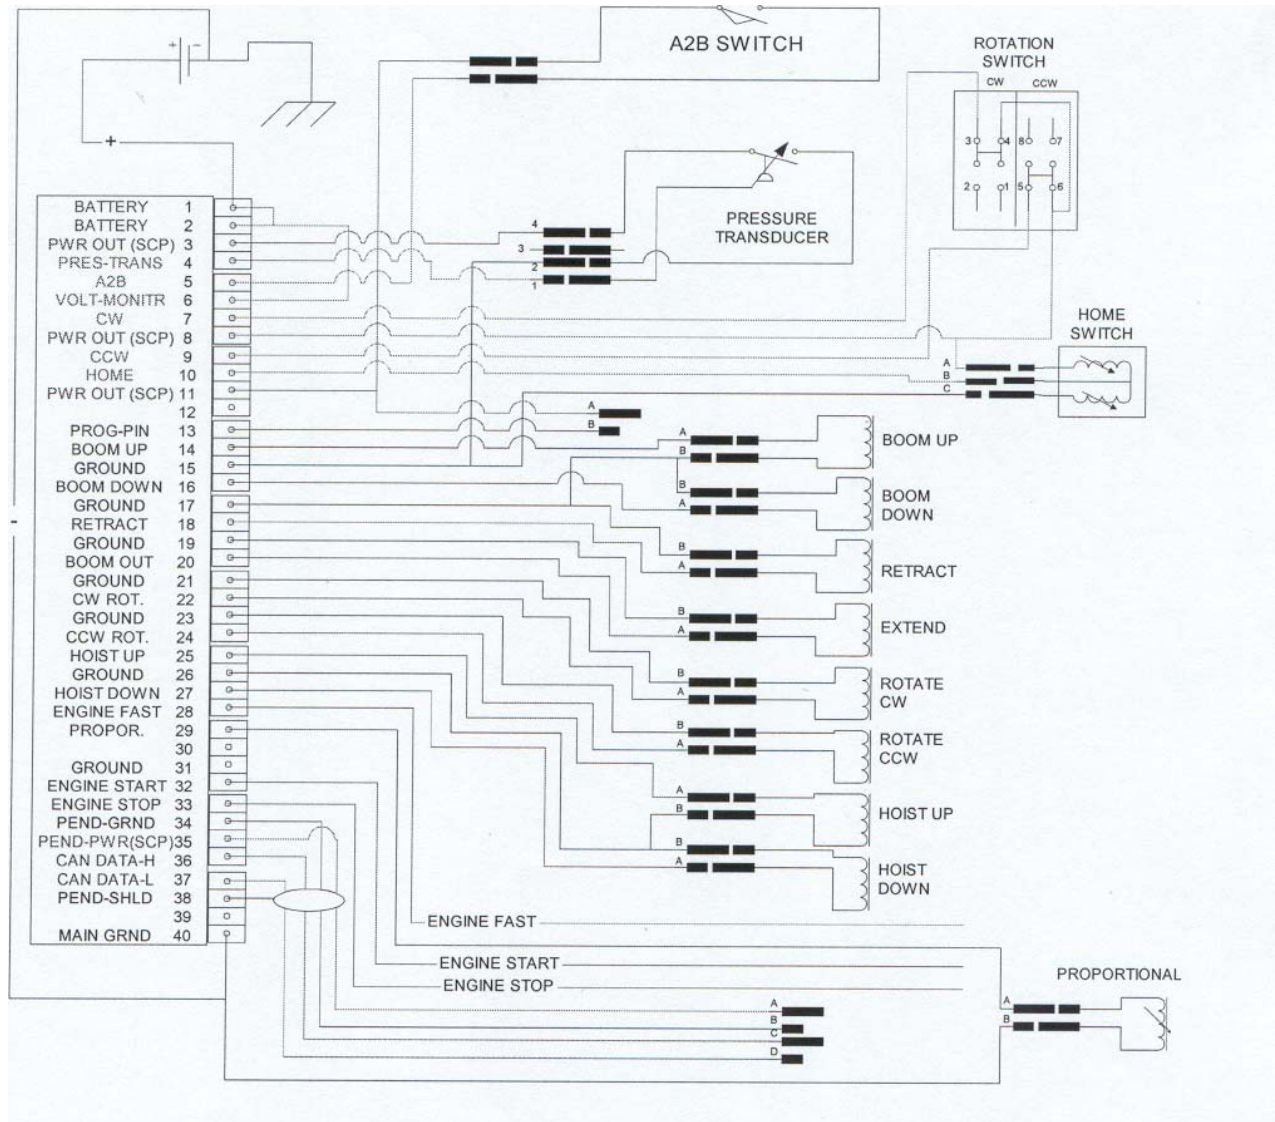 A2B SWITCH
ROTATION
SWITCH
CW CCW
+ -
+
3 4 8 7
2 1 5 6
PRESSURE
TRANSDUCER
4
3
2
1
HOME
SWITCH
A
B
C
BATTERY 1
BATTERY 2
PWR OUT (SCP) 3
PRES-TRANS 4
A2B 5
VOLT-MONITR 6
CW 7
PWR OUT (SCP) 8
CCW 9
HOME 10
PWR OUT (SCP) 11
12
PROG-PIN 13
BOOM UP 14
GROUND 15
BOOM DOWN 16
GROUND 17
RETRACT 18
GROUND 19
BOOM OUT 20
GROUND 21
CW ROT. 22
GROUND 23
CCW ROT. 24
HOIST UP 25
GROUND 26
HOIST DOWN 27
ENGINE FAST 28
PROPOR. 29
30
GROUND 31
ENGINE START 32
ENGINE STOP 33
PEND-GRND 34
PEND-PWR(SCP) 35
CAN DATA-H 36
CAN DATA-L 37
PEND-SHLD 38
39
MAIN GRND 40
-
A
B
A
B
BOOM UP
B
A
BOOM
DOWN
B
A
RETRACT
B
A
EXTEND
B
A
ROTATE
CW
B
A
ROTATE
CCW
A
B
HOIST UP
B
A
HOIST
DOWN
ENGINE FAST
ENGINE START
ENGINE STOP
A
B
C
D
PROPORTIONAL
A
B